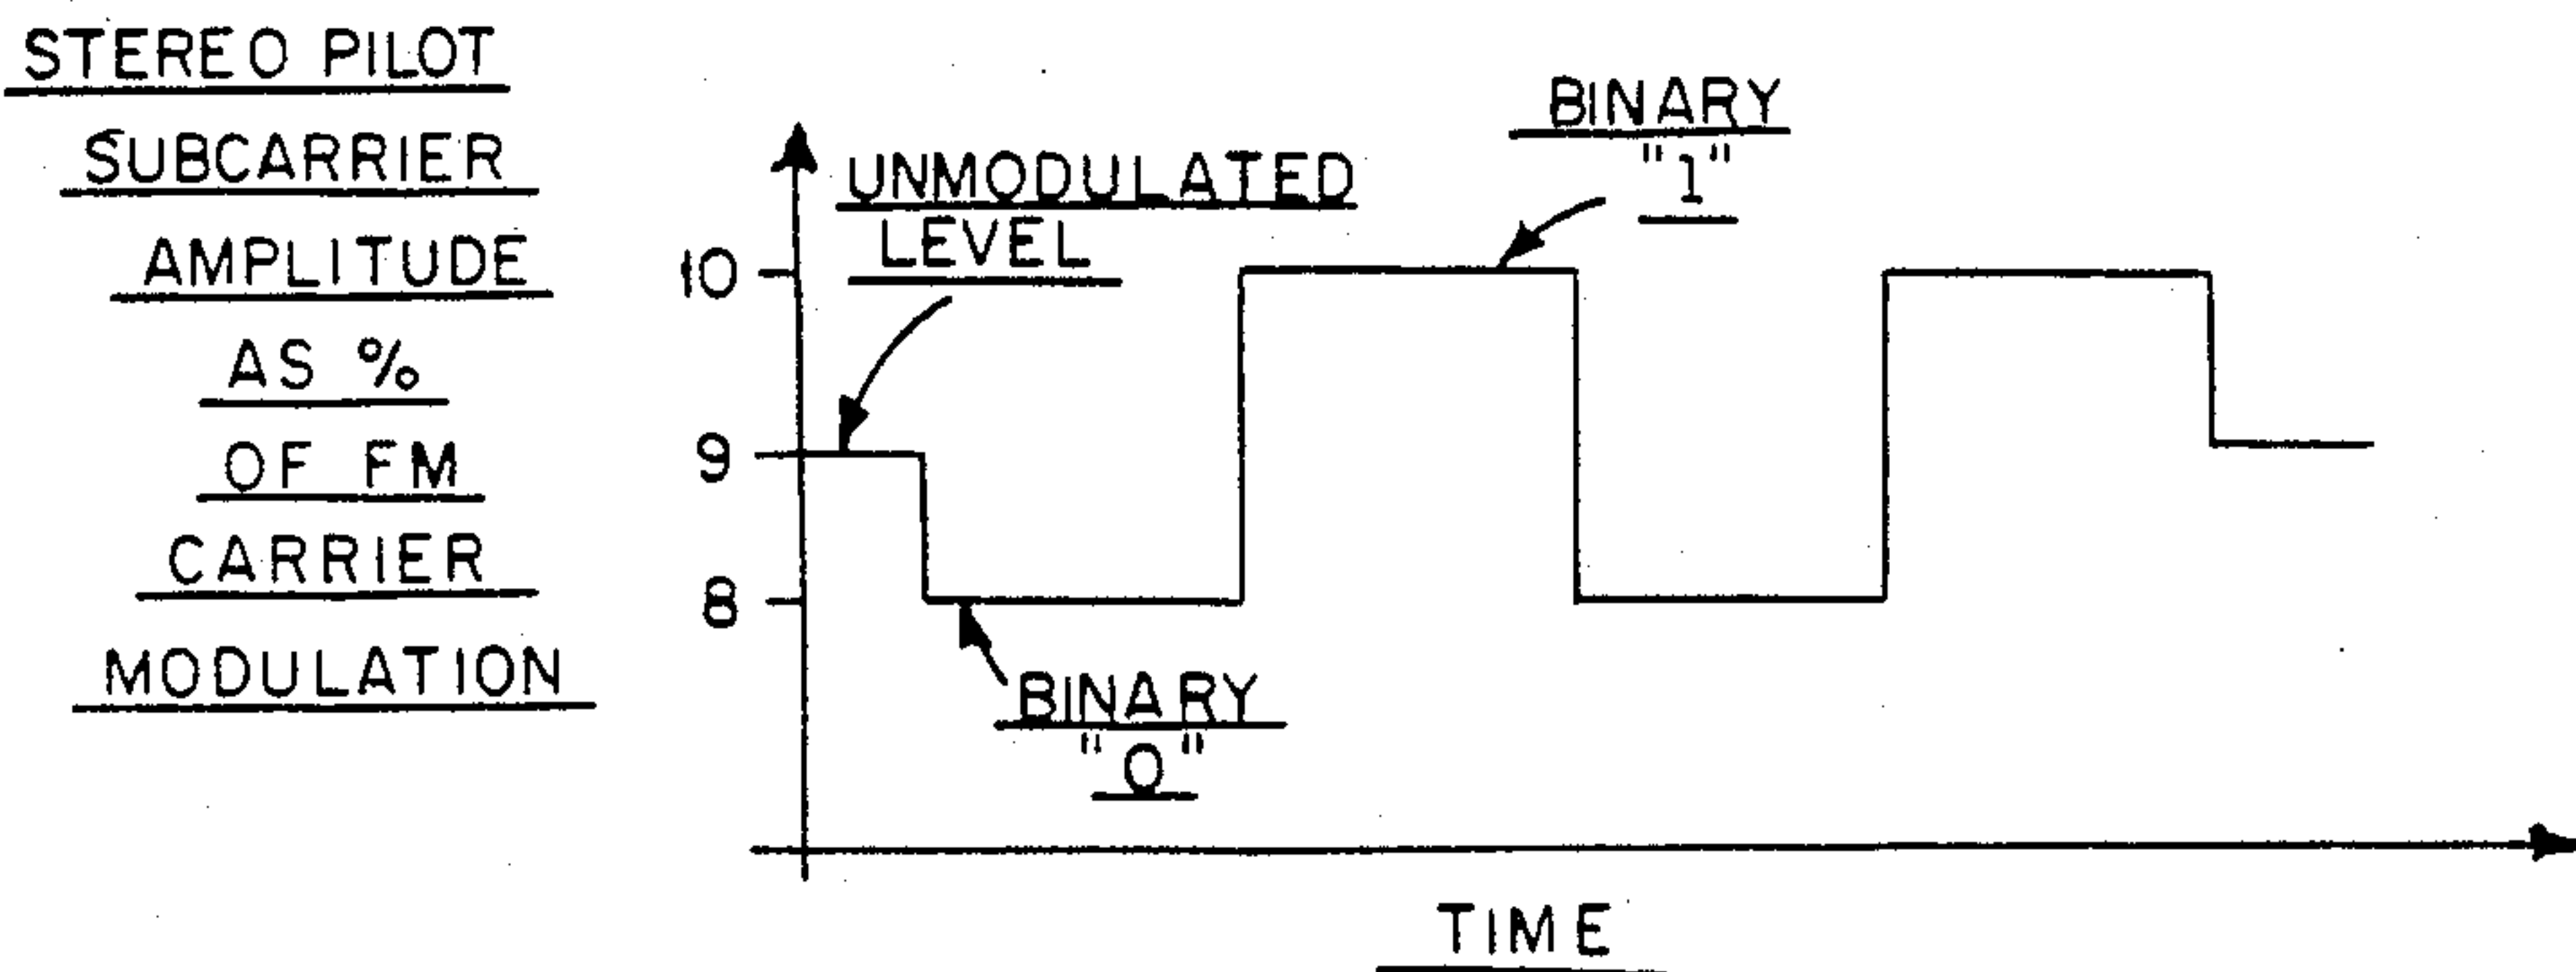 STEREO PILOT
SUBCARRIER
AMPLITUDE
AS %
OF FM
CARRIER
MODULATION
UNMODULATED
LEVEL
BINARY
"1"
10
9
8
BINARY
"0"
TIME